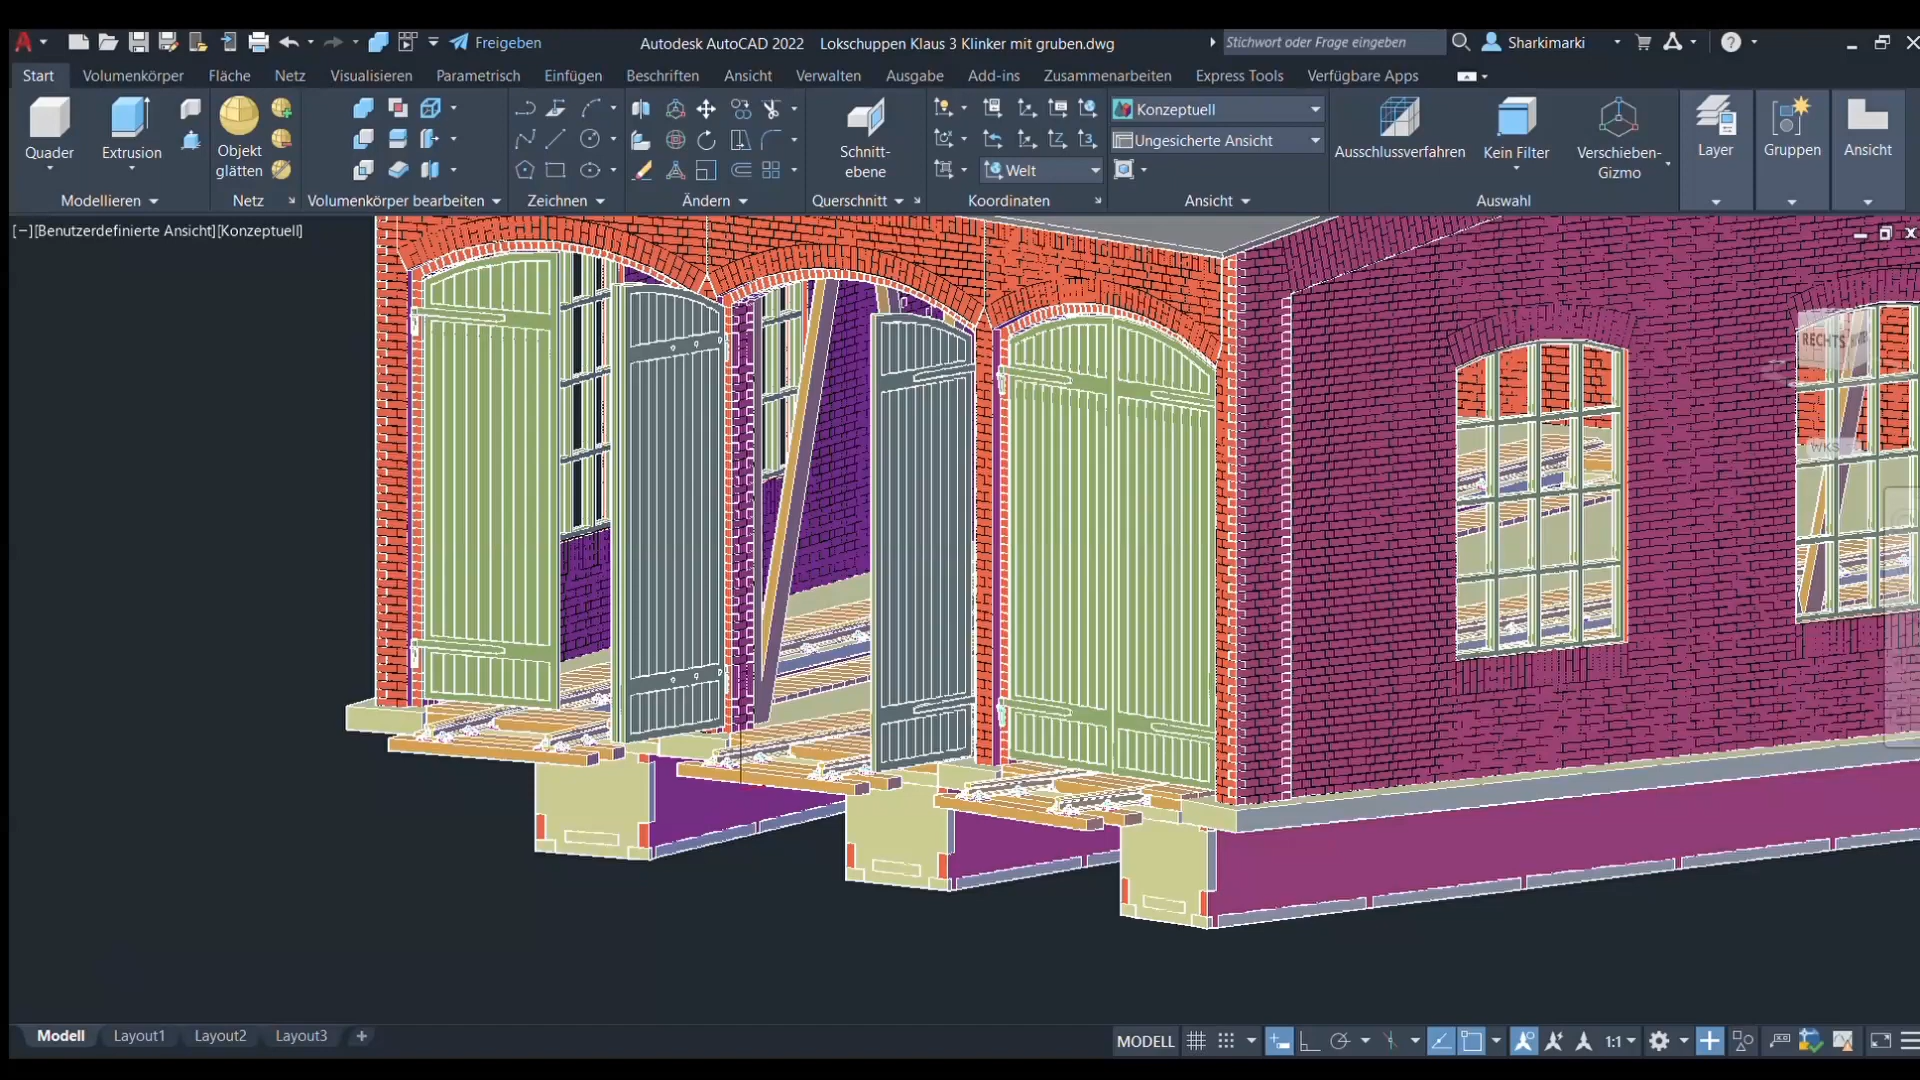 Freigeben
Autodesk AutoCAD 2022 Lokschuppen Klaus 3 Klinker mit gruben.dwg
Stichwort oder Frage eingeben
Sharkimarki
Start Volumenkörper Fläche Netz Visualisieren Parametrisch Einfügen Beschriften Ansicht Verwalten Ausgabe Add-ins Zusammenarbeiten Express Tools Verfügbare Apps
Quader
Extrusion
Objekt
glätten
Schnitt-
ebene
Welt
Konzeptuell
Ungesicherte Ansicht
Ausschlussverfahren
Kein Filter
Verschieben-
Gizmo
Layer
Gruppen
Ansicht
Modellieren Netz Volumenkörper bearbeiten Zeichnen Ändern Querschnitt Koordinaten Ansicht Auswahl
[−][Benutzerdefinierte Ansicht][Konzeptuell]
RECHTS
WKS
Modell Layout1 Layout2 Layout3 +
MODELL
1:1